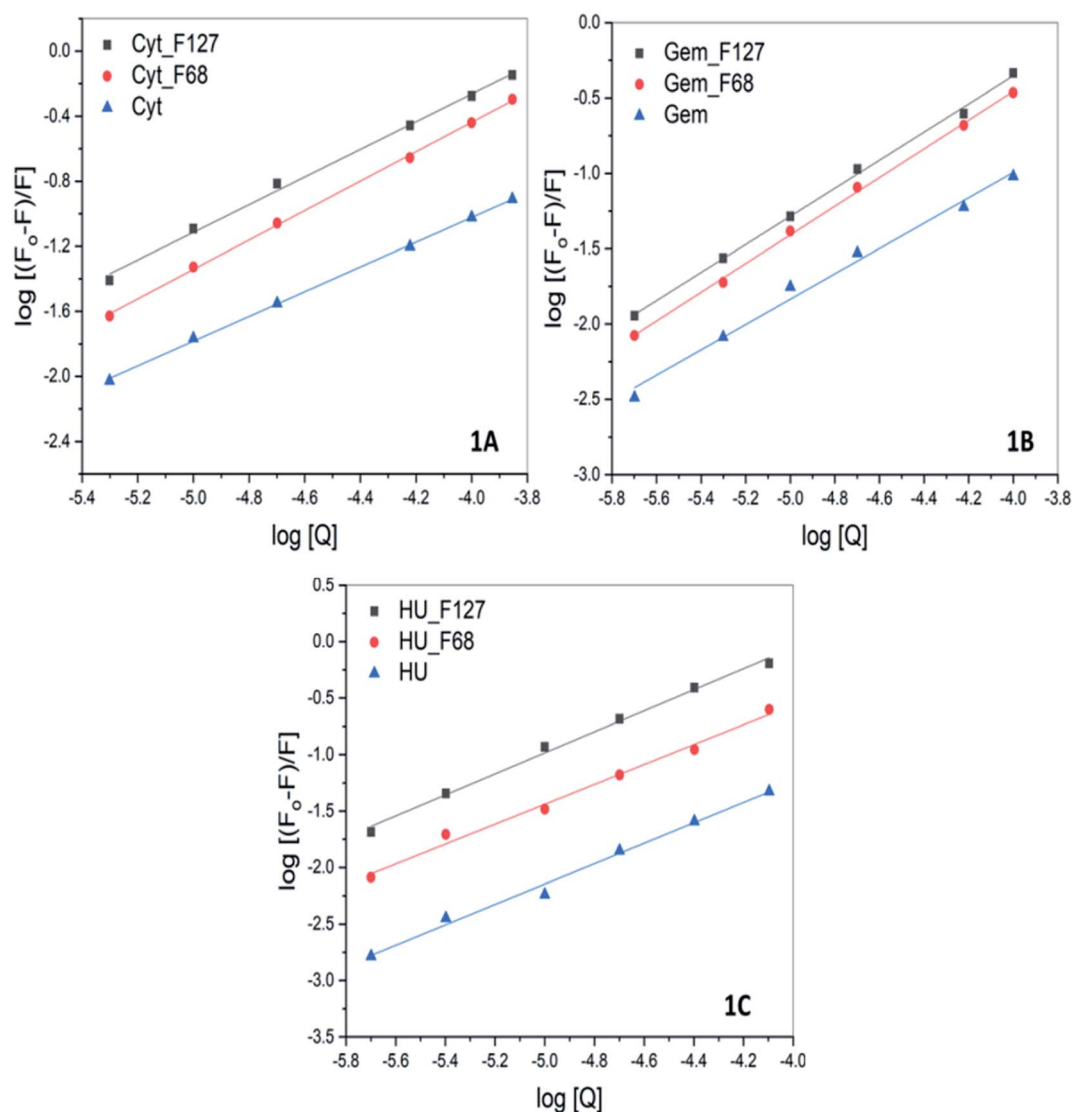 Cyt_F127
Cyt_F68
Cyt
0.0
-0.4
-0.8
-1.2
-1.6
-2.0
-2.4
log [(Fo-F)/F]
1A
-5.4 -5.2 -5.0 -4.8 -4.6 -4.4 -4.2 -4.0 -3.8
log [Q]
Gem_F127
Gem_F68
Gem
0.0
-0.5
-1.0
-1.5
-2.0
-2.5
-3.0
log [(Fo-F)/F]
1B
-5.8 -5.6 -5.4 -5.2 -5.0 -4.8 -4.6 -4.4 -4.2 -4.0 -3.8
log [Q]
HU_F127
HU_F68
HU
0.5
0.0
-0.5
-1.0
-1.5
-2.0
-2.5
-3.0
-3.5
log [(Fo-F)/F]
1C
-5.8 -5.6 -5.4 -5.2 -5.0 -4.8 -4.6 -4.4 -4.2 -4.0
log [Q]